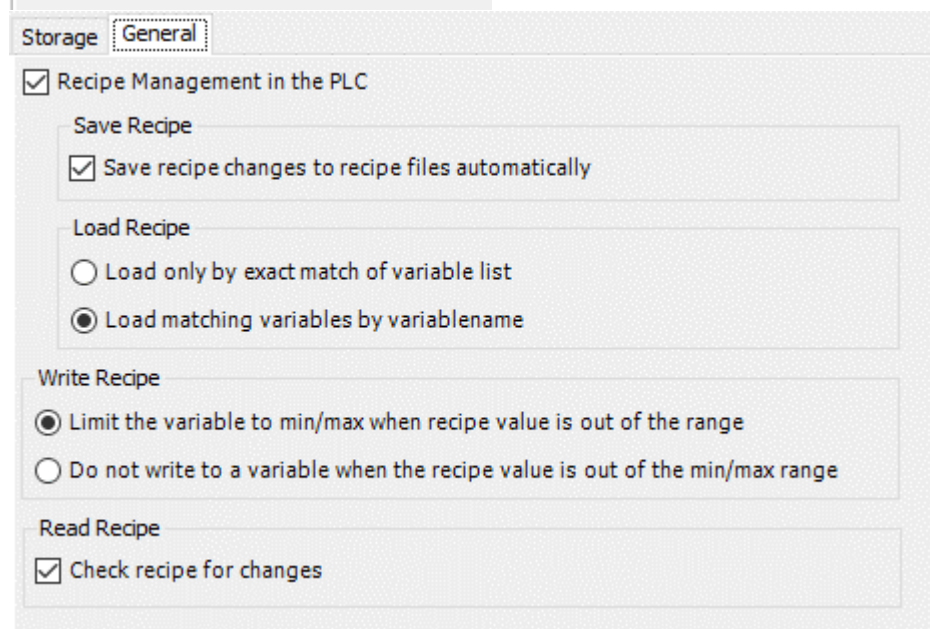 Storage General
Recipe Management in the PLC
Save Recipe
Save recipe changes to recipe files automatically
Load Recipe
Load only by exact match of variable list
Load matching variables by variablename
Write Recipe
Limit the variable to min/max when recipe value is out of the range
Do not write to a variable when the recipe value is out of the min/max range
Read Recipe
Check recipe for changes